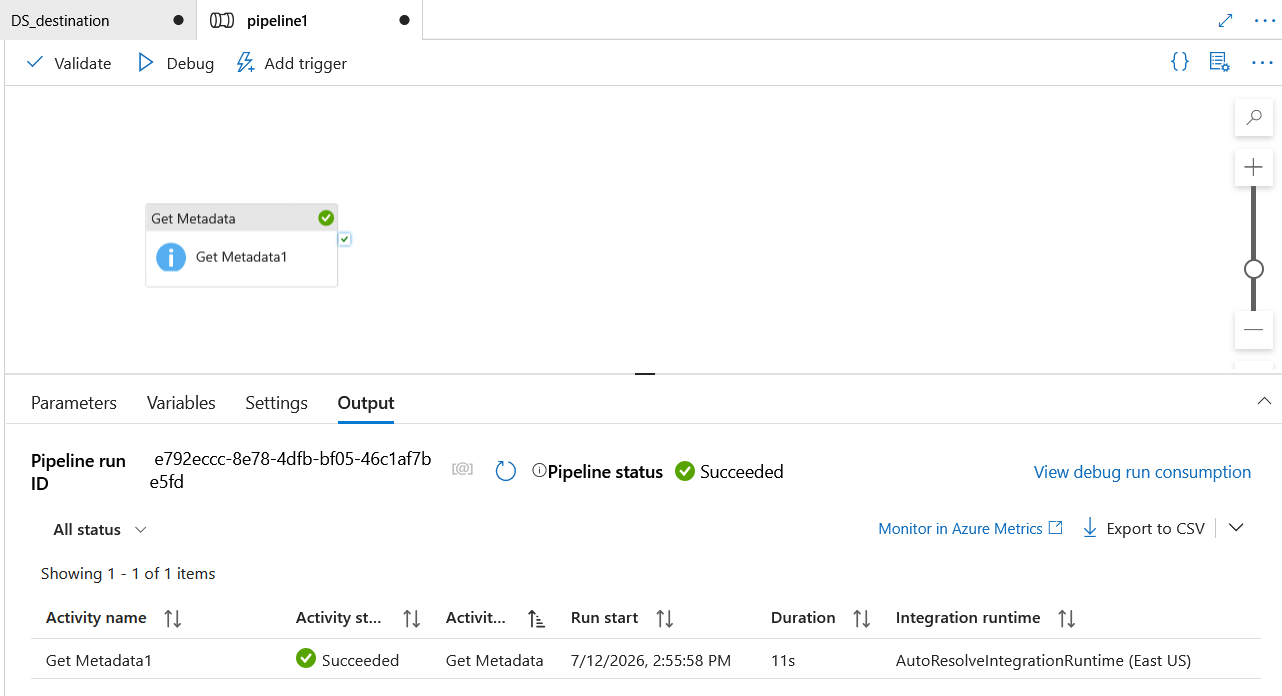 DS_destination
pipeline1
Validate Debug Add trigger
Get Metadata
Get Metadata1
Parameters Variables Settings Output
Pipeline run ID e792eccc-8e78-4dfb-bf05-46c1af7be5fd Pipeline status Succeeded View debug run consumption
All status Monitor in Azure Metrics Export to CSV
Showing 1 - 1 of 1 items
Activity name Activity st... Activit... Run start Duration Integration runtime
Get Metadata1 Succeeded Get Metadata 7/12/2026, 2:55:58 PM 11s AutoResolveIntegrationRuntime (East US)